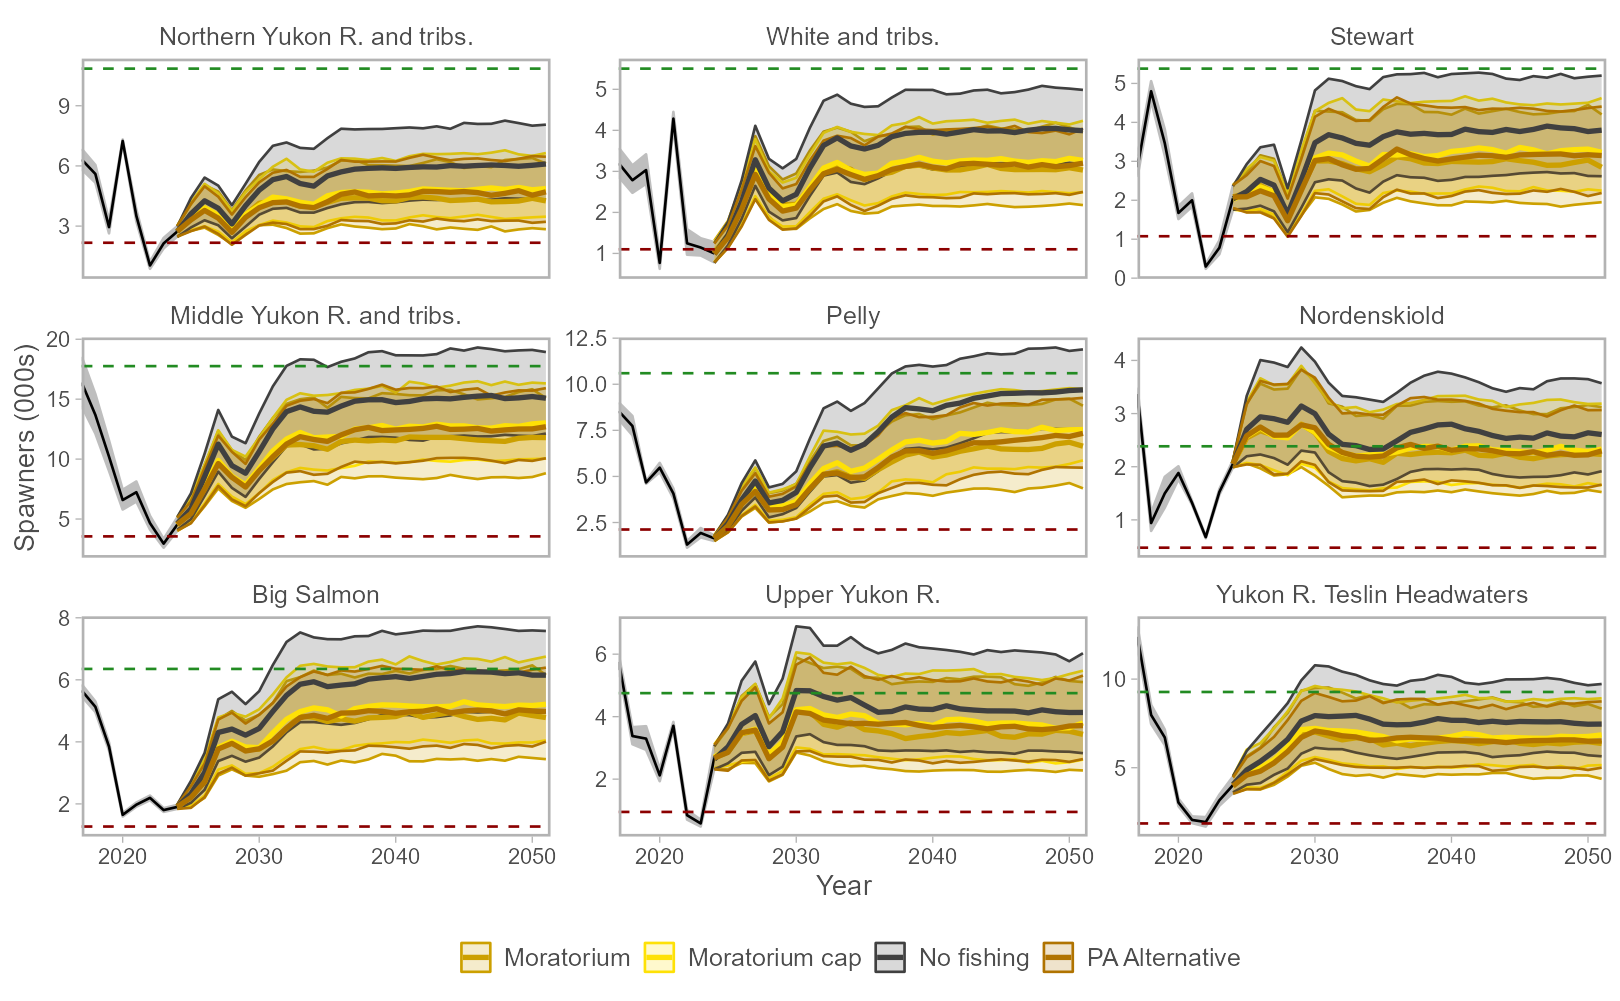 Northern Yukon R. and tribs.
White and tribs.
Stewart
9
6
3
5
4
3
2
1
5
4
3
2
1
0
Middle Yukon R. and tribs.
Pelly
Nordenskiold
20
15
10
5
12.5
10.0
7.5
5.0
2.5
4
3
2
1
Spawners (000s)
Big Salmon
Upper Yukon R.
Yukon R. Teslin Headwaters
8
6
4
2
6
4
2
10
5
2020 2030 2040 2050
2020 2030 2040 2050
2020 2030 2040 2050
Year
Moratorium Moratorium cap No fishing PA Alternative